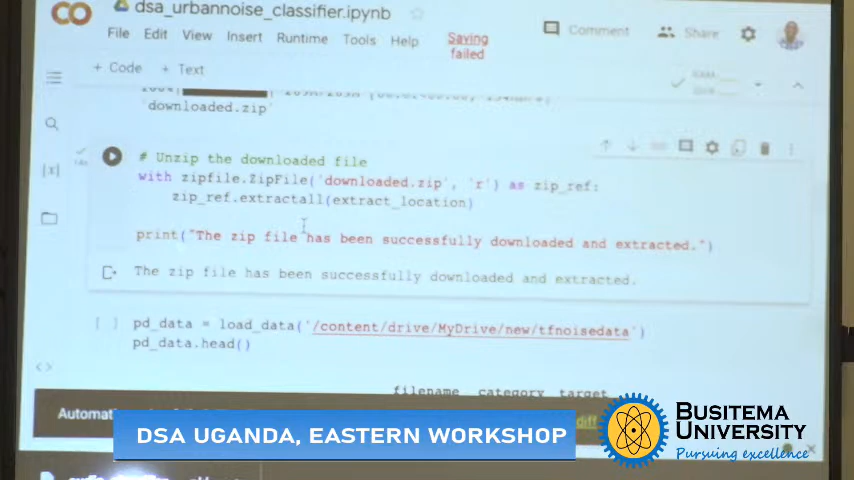 dsa_urbannoise_classifier.ipynb
File Edit View Insert Runtime Tools Help Saving failed
Comment Share
+ Code + Text
RAM
'downloaded.zip'
# Unzip the downloaded file
with zipfile.ZipFile('downloaded.zip', 'r') as zip_ref:
zip_ref.extractall(extract_location)
print("The zip file has been successfully downloaded and extracted.")
The zip file has been successfully downloaded and extracted.
[ ] pd_data = load_data('/content/drive/MyDrive/new/tfnoisedata')
pd_data.head()
filename category target
diff
DSA UGANDA, EASTERN WORKSHOP
BUSITEMA
UNIVERSITY
Pursuing excellence